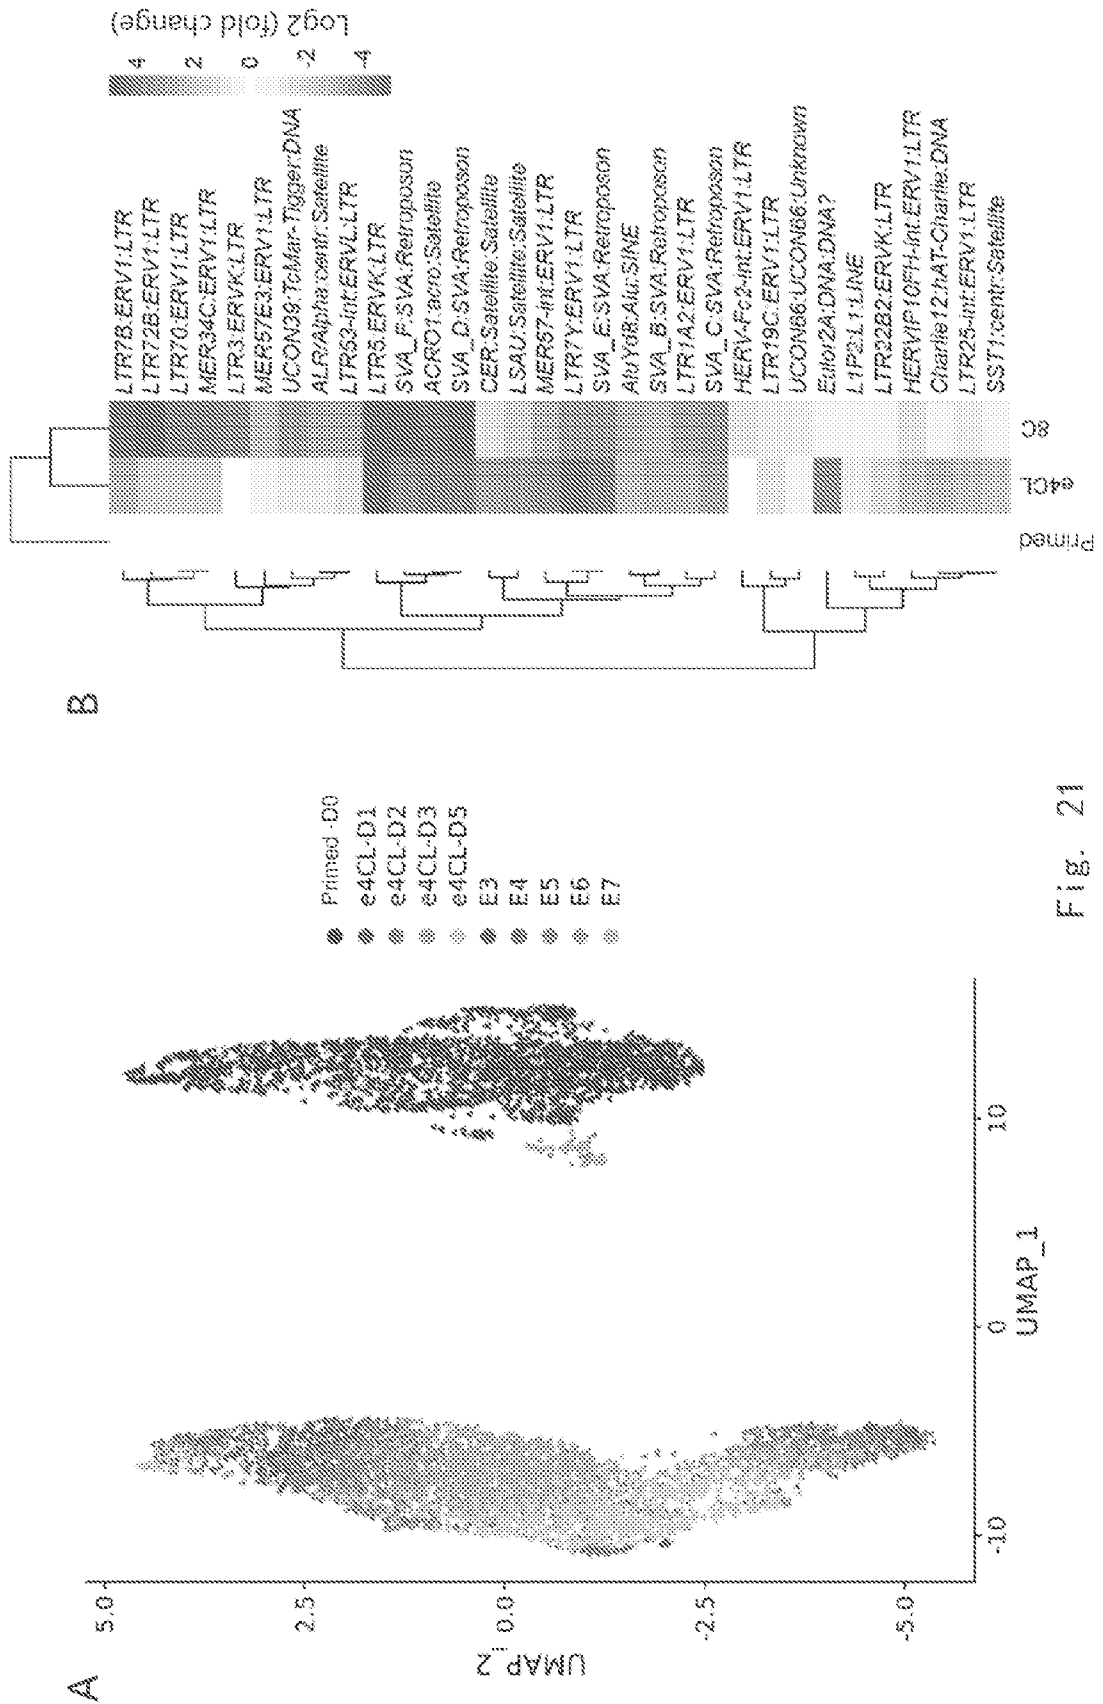 A
UMAP_2
5.0
2.5
0.0
-2.5
-5.0
-10
0
10
UMAP_1
Primed -D0
e4CL-D1
e4CL-D2
e4CL-D3
e4CL-D5
E3
E4
E5
E6
E7
B
4
2
0
-2
-4
Log2 (fold change)
LTR7B:ERV1:LTR
LTR72B:ERV1:LTR
LTR70:ERV1:LTR
MER34C:ERV1:LTR
LTR3:ERVK:LTR
MER57E3:ERV1:LTR
UCON39:TcMar-Tigger:DNA
ALR/Alpha:centr:Satellite
LTR53-int:ERVL:LTR
LTR5:ERVK:LTR
SVA_F:SVA:Retroposon
ACRO1:acro:Satellite
SVA_D:SVA:Retroposon
CER:Satellite:Satellite
LSAU:Satellite:Satellite
MER57-int:ERV1:LTR
LTR7Y:ERV1:LTR
SVA_E:SVA:Retroposon
AluYd8:Alu:SINE
SVA_B:SVA:Retroposon
LTR1A2:ERV1:LTR
SVA_C:SVA:Retroposon
HERV-Fc2-int:ERV1:LTR
LTR19C:ERV1:LTR
UCON66:UCON66:Unknown
Eutor2A:DNA:DNA?
L1P2:L1:LINE
LTR22B2:ERVK:LTR
HERVIP10FH-int:ERV1:LTR
Charlie12:hAT-Charlie:DNA
LTR25-int:ERV1:LTR
SST1:centr:Satellite
Primed
e4CL
8C
Fig. 21